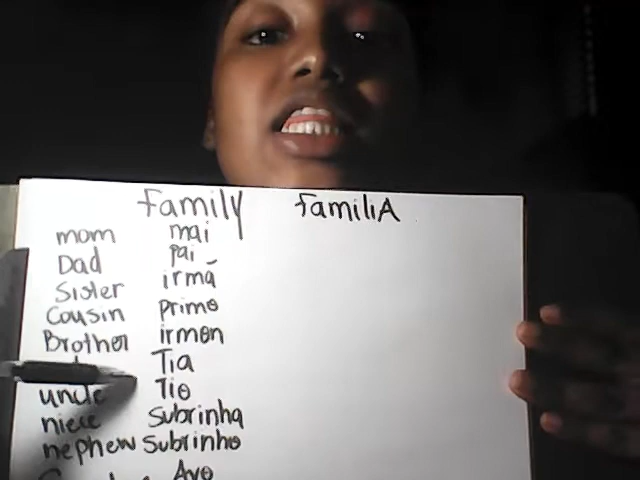 family familiA
mom mai
Dad pai
Sister irmã
Cousin primo
Brother irmon
Tia
uncle Tio
niece Subrinha
nephew Subrinho
Avo